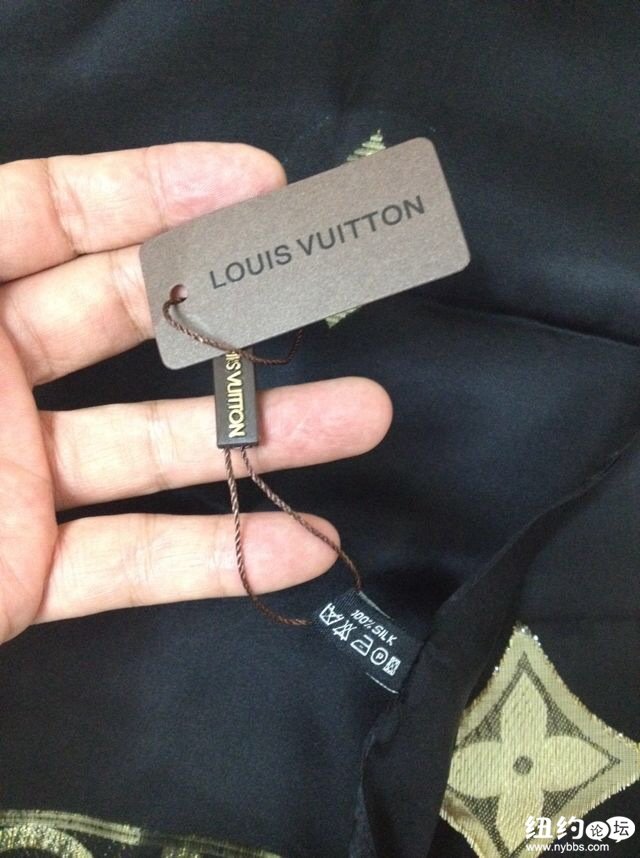 LOUIS VUITTON
IS VUITTON
100% SILK
P
纽约论坛
www.nybbs.com